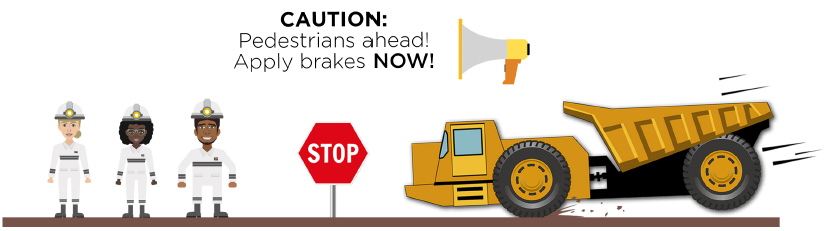 CAUTION:
Pedestrians ahead!
Apply brakes NOW!
STOP